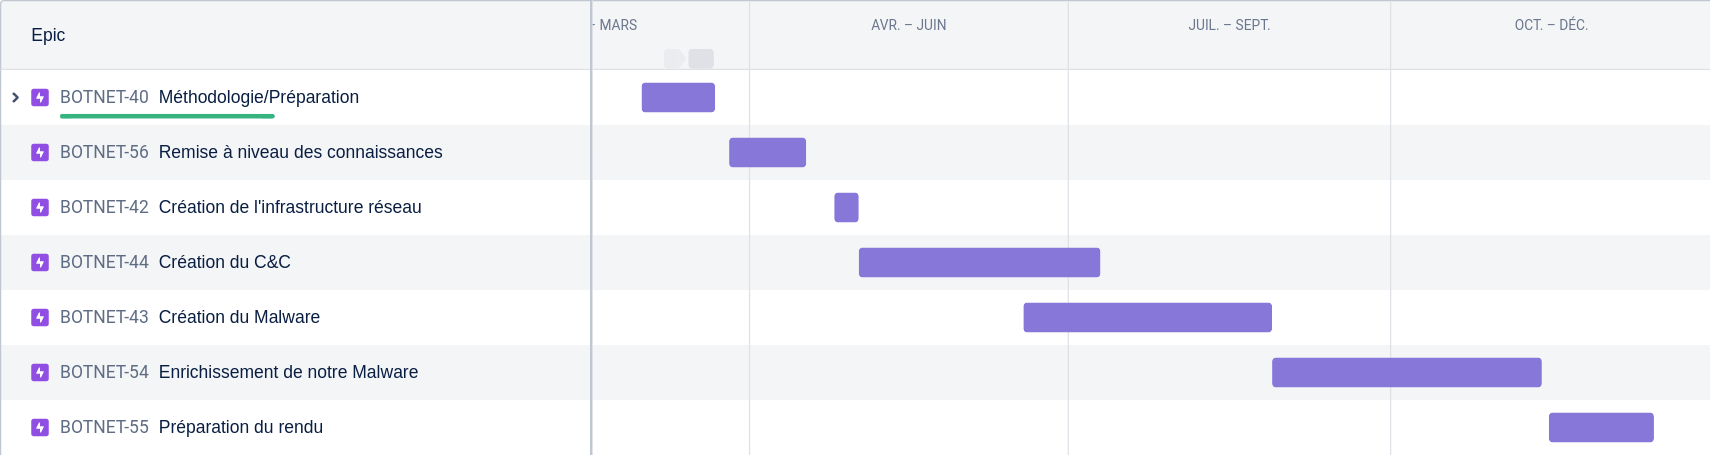 Epic
- MARS
AVR. – JUIN
JUIL. – SEPT.
OCT. – DÉC.
BOTNET-40 Méthodologie/Préparation
BOTNET-56 Remise à niveau des connaissances
BOTNET-42 Création de l'infrastructure réseau
BOTNET-44 Création du C&C
BOTNET-43 Création du Malware
BOTNET-54 Enrichissement de notre Malware
BOTNET-55 Préparation du rendu